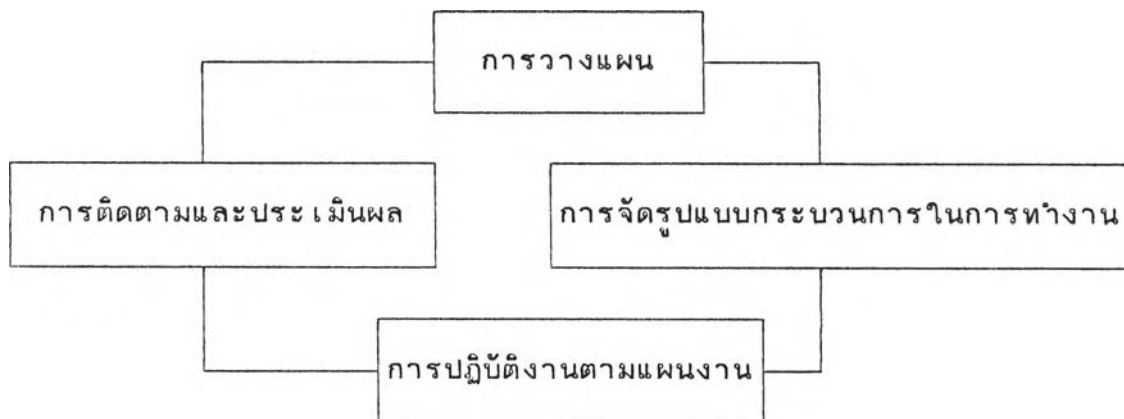 การวางแผน
การติดตามและประเมินผล
การจัดรูปแบบกระบวนการในการทำงาน
การปฏิบัติงานตามแผนงาน